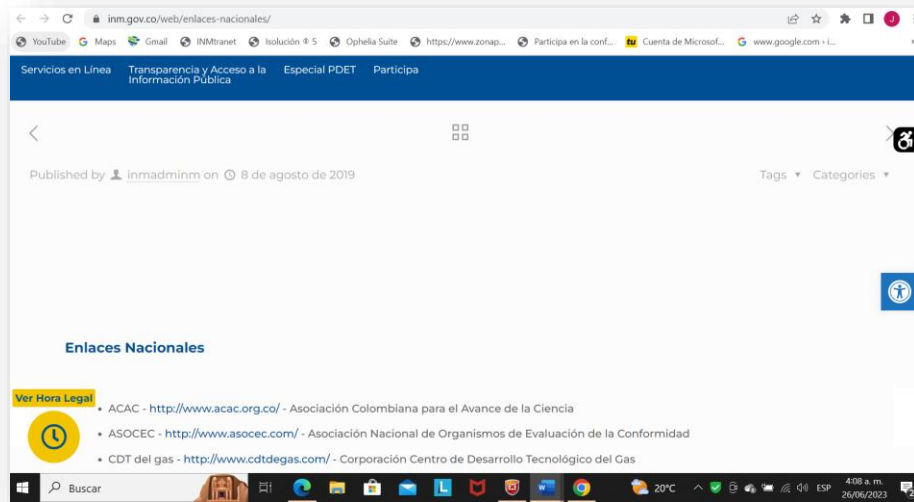 inm.gov.co/web/enlaces-nacionales/
YouTube Maps Gmail INMtranet Isolución ® 5 Ophelia Suite https://www.zonap... Participa en la conf... tu Cuenta de Microsof... www.google.com › i...
Servicios en Línea Transparencia y Acceso a la Información Pública Especial PDET Participa
Published by inmadminm on 8 de agosto de 2019 Tags Categories
Enlaces Nacionales
Ver Hora Legal
• ACAC - http://www.acac.org.co/ - Asociación Colombiana para el Avance de la Ciencia
• ASOCEC - http://www.asocec.com/ - Asociación Nacional de Organismos de Evaluación de la Conformidad
• CDT del gas - http://www.cdtdegas.com/ - Corporación Centro de Desarrollo Tecnológico del Gas
Buscar 20°C ESP 4:08 a. m.
26/06/2023